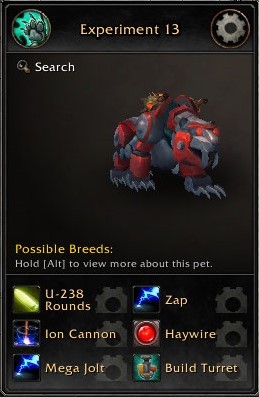 Experiment 13
Search
Possible Breeds:
Hold [Alt] to view more about this pet.
U-238
Rounds
Zap
Ion Cannon
Haywire
Mega Jolt
Build Turret